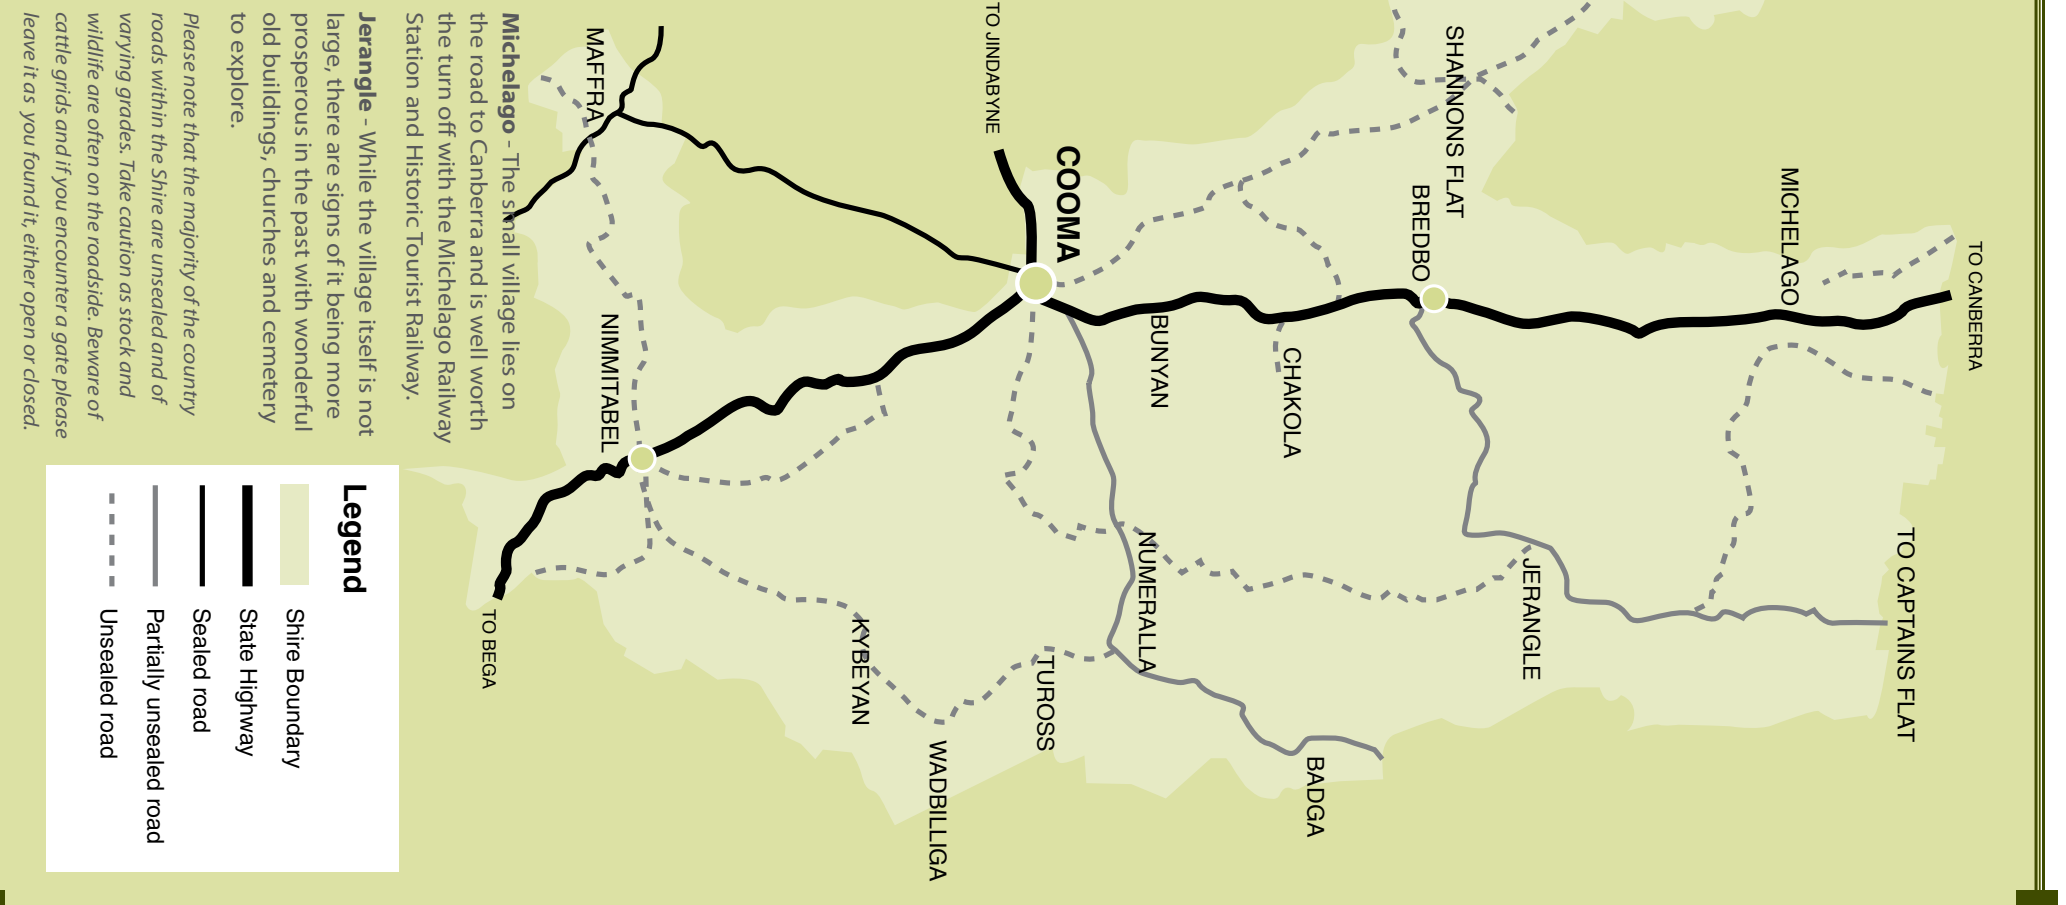 TO CANBERRA
MICHELAGO
TO CAPTAINS FLAT
SHANNONS FLAT
BREDBO
JERANGLE
CHAKOLA
BADGA
BUNYAN
NUMERALLA
COOMA
TO JINDABYNE
TUROSS
WADBILLIGA
KYBEYAN
MAFFRA
NIMMITABEL
TO BEGA
Michelago - The small village lies on
the road to Canberra and is well worth
the turn off with the Michelago Railway
Station and Historic Tourist Railway.
Jerangle - While the village itself is not
large, there are signs of it being more
prosperous in the past with wonderful
old buildings, churches and cemetery
to explore.
Please note that the majority of the country
roads within the Shire are unsealed and of
varying grades. Take caution as stock and
wildlife are often on the roadside. Beware of
cattle grids and if you encounter a gate please
leave it as you found it, either open or closed.
Legend
Shire Boundary
State Highway
Sealed road
Partially unsealed road
Unsealed road